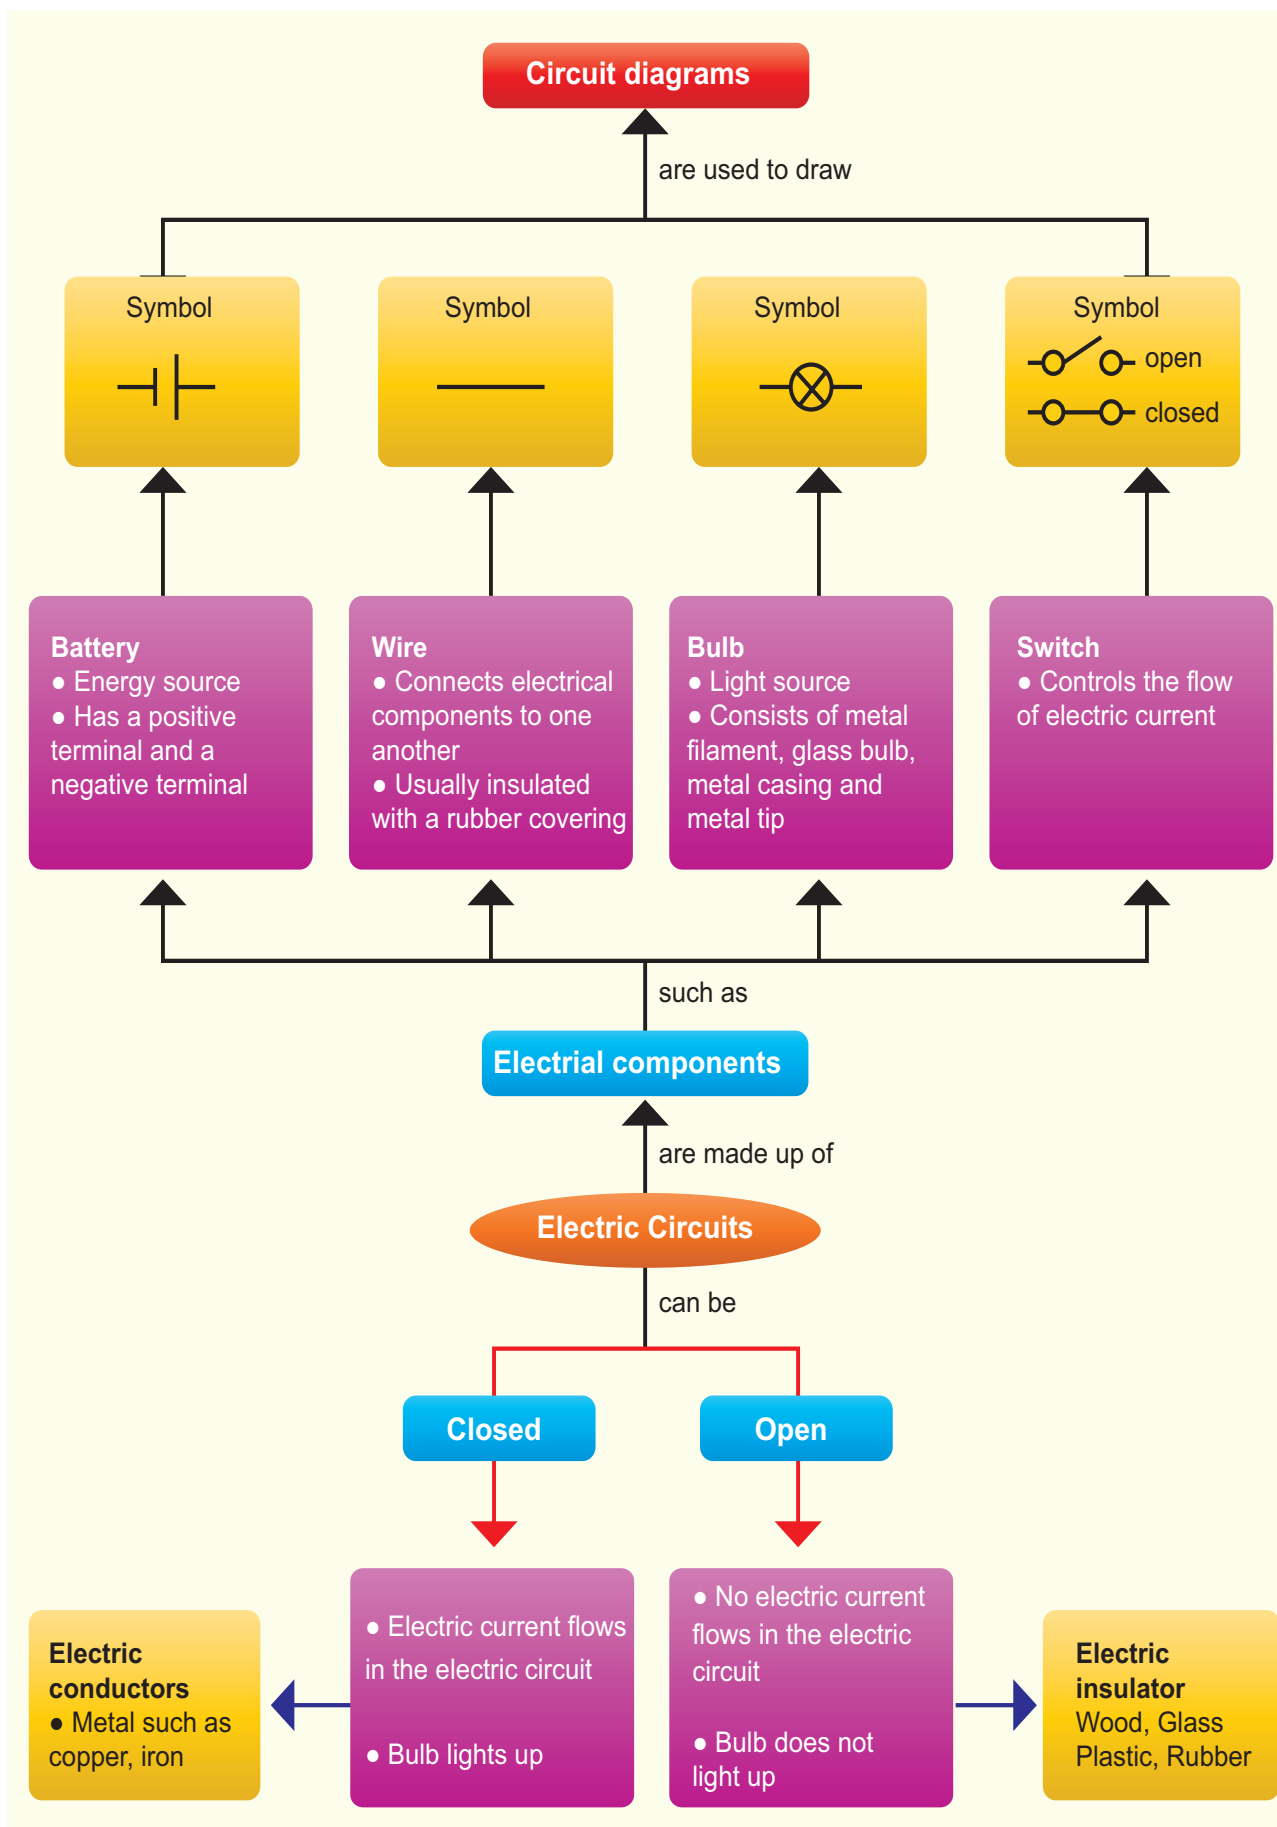 Circuit diagrams
are used to draw
Symbol
Symbol
Symbol
Symbol
open
closed
Battery
● Energy source
● Has a positive
terminal and a
negative terminal
Wire
● Connects electrical
components to one
another
● Usually insulated
with a rubber covering
Bulb
● Light source
● Consists of metal
filament, glass bulb,
metal casing and
metal tip
Switch
● Controls the flow
of electric current
such as
Electrial components
are made up of
Electric Circuits
can be
Closed
Open
Electric
conductors
● Metal such as
copper, iron
● Electric current flows
in the electric circuit
● Bulb lights up
● No electric current
flows in the electric
circuit
● Bulb does not
light up
Electric
insulator
Wood, Glass
Plastic, Rubber